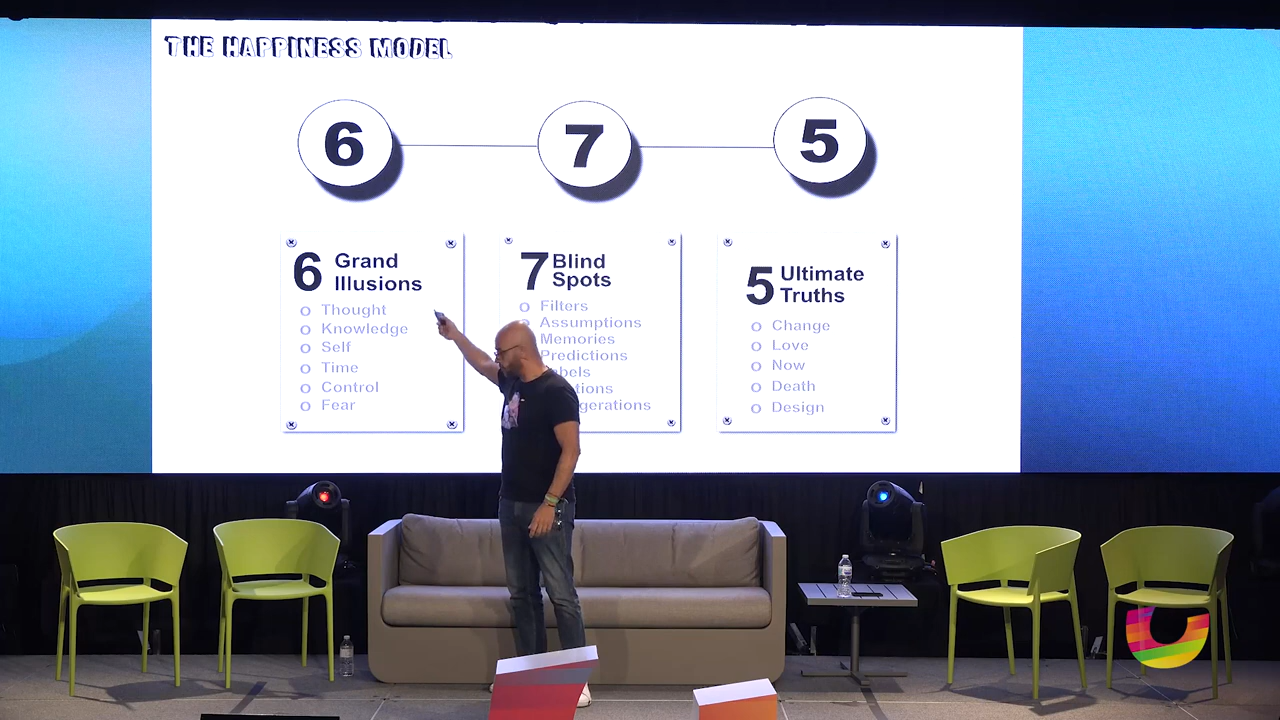 THE HAPPINESS MODEL
6
7
5
6 Grand
Illusions
Thought
Knowledge
Self
Time
Control
Fear
7 Blind
Spots
Filters
Assumptions
Memories
Predictions
5 Ultimate
Truths
Change
Love
Now
Death
Design